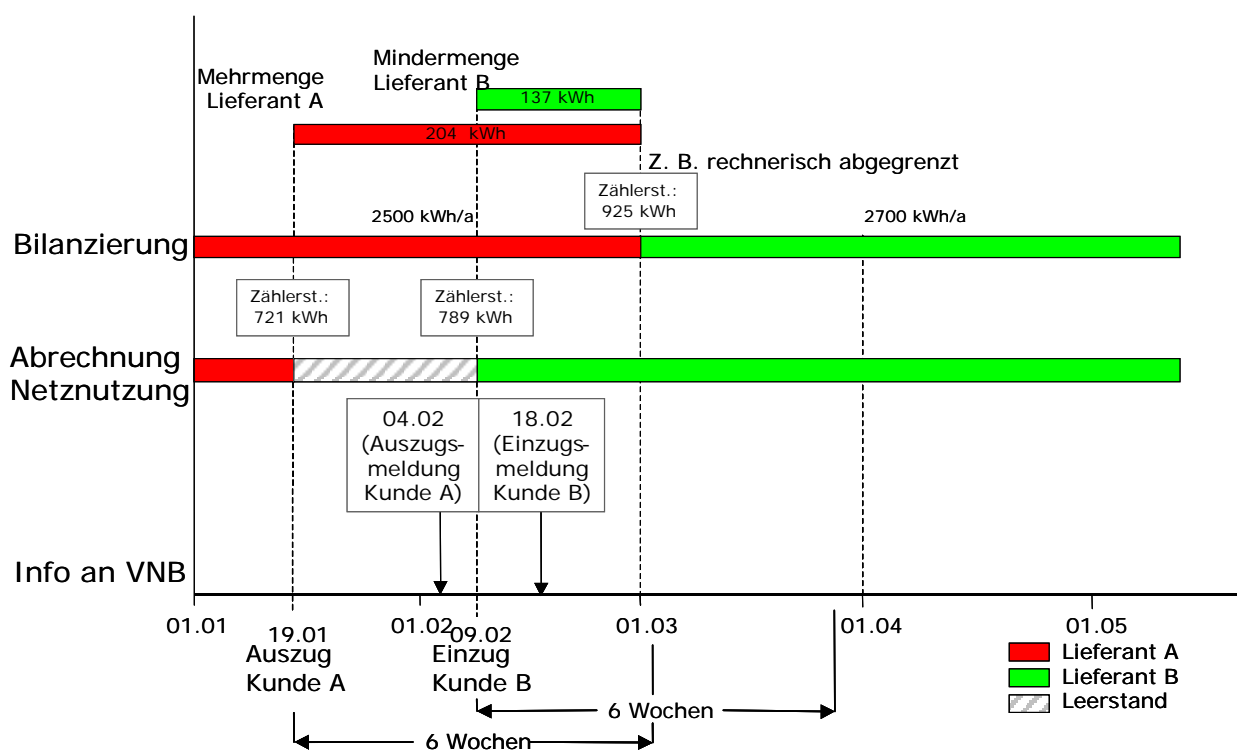 Mindermenge
Lieferant B
Mehrmenge
Lieferant A
137 kWh
204 kWh
Z. B. rechnerisch abgegrenzt
Zählerst.:
925 kWh
2500 kWh/a
2700 kWh/a
Bilanzierung
Zählerst.:
721 kWh
Zählerst.:
789 kWh
Abrechnung
Netznutzung
04.02
(Auszugs-
meldung
Kunde A)
18.02
(Einzugs-
meldung
Kunde B)
Info an VNB
01.01
19.01
01.02
09.02
01.03
01.04
01.05
Auszug
Kunde A
Einzug
Kunde B
Lieferant A
Lieferant B
Leerstand
6 Wochen
6 Wochen